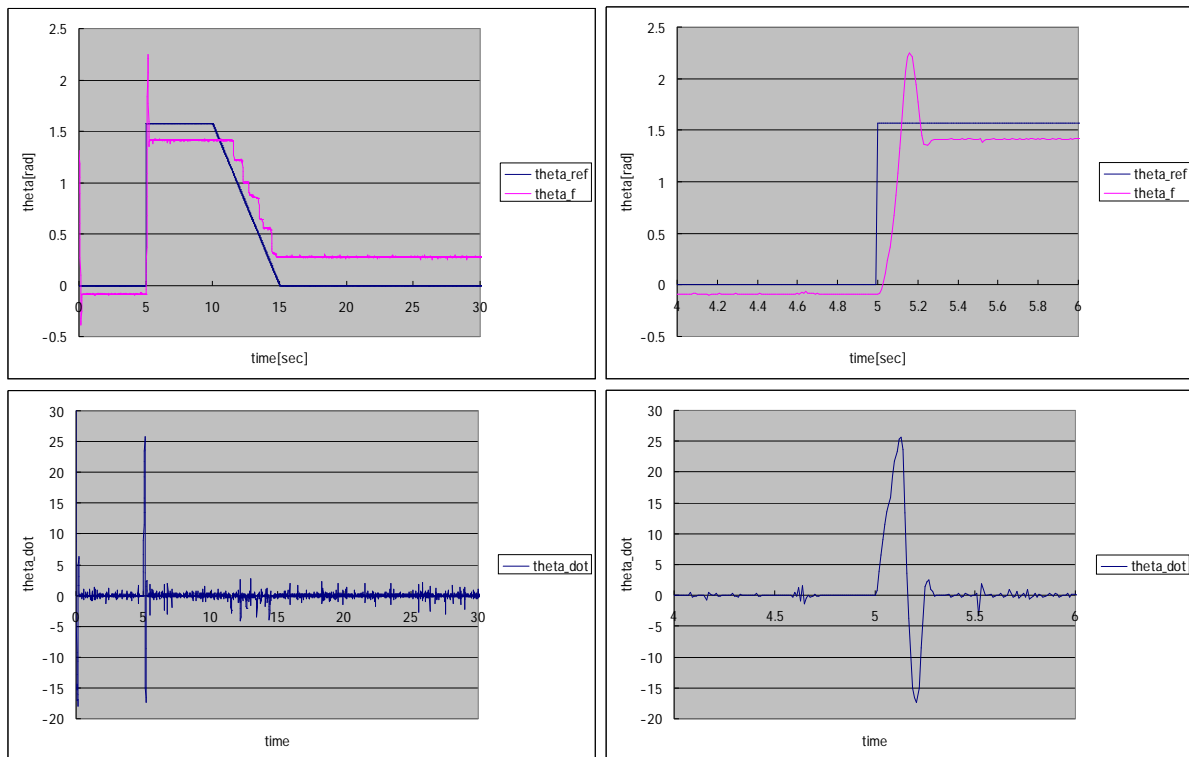 2.5
2
1.5
1
0.5
0
-0.5
theta[rad]
0 5 10 15 20 25 30
time[sec]
theta_ref
theta_f
2.5
2
1.5
1
0.5
0
-0.5
theta[rad]
4 4.2 4.4 4.6 4.8 5 5.2 5.4 5.6 5.8 6
time[sec]
theta_ref
theta_f
30
25
20
15
10
5
0
-5
-10
-15
-20
theta_dot
0 5 10 15 20 25 30
time
theta_dot
30
25
20
15
10
5
0
-5
-10
-15
-20
theta_dot
4 4.5 5 5.5 6
time
theta_dot